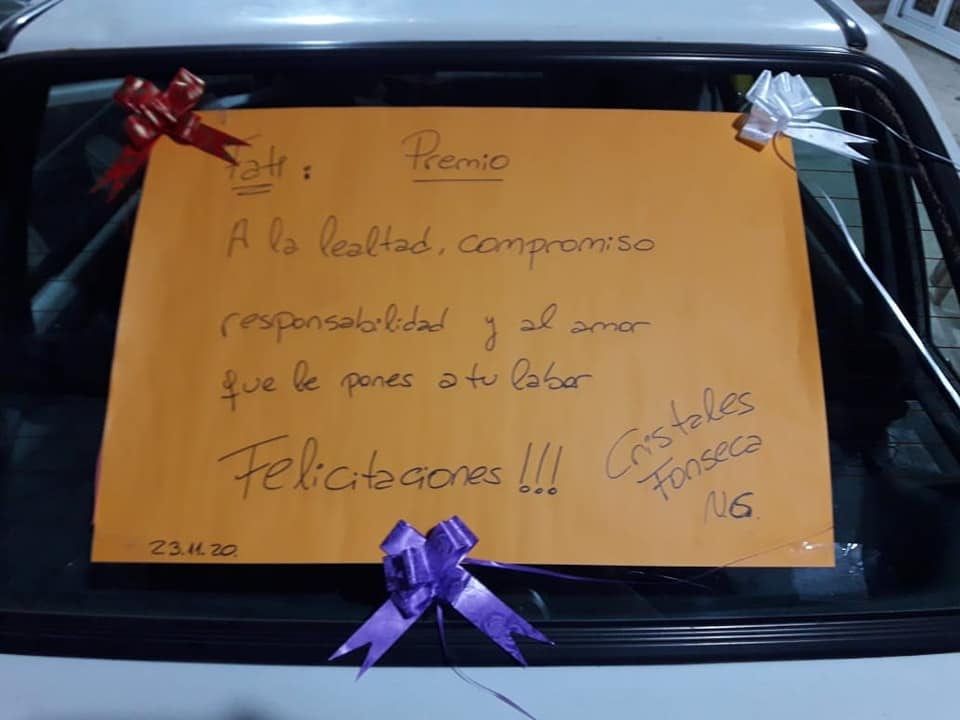 Fati: Premio
A la lealtad, compromiso
responsabilidad y al amor
que le pones a tu labor
Felicitaciones!!!
Cristales
Fonseca
NG.
23.11.20.